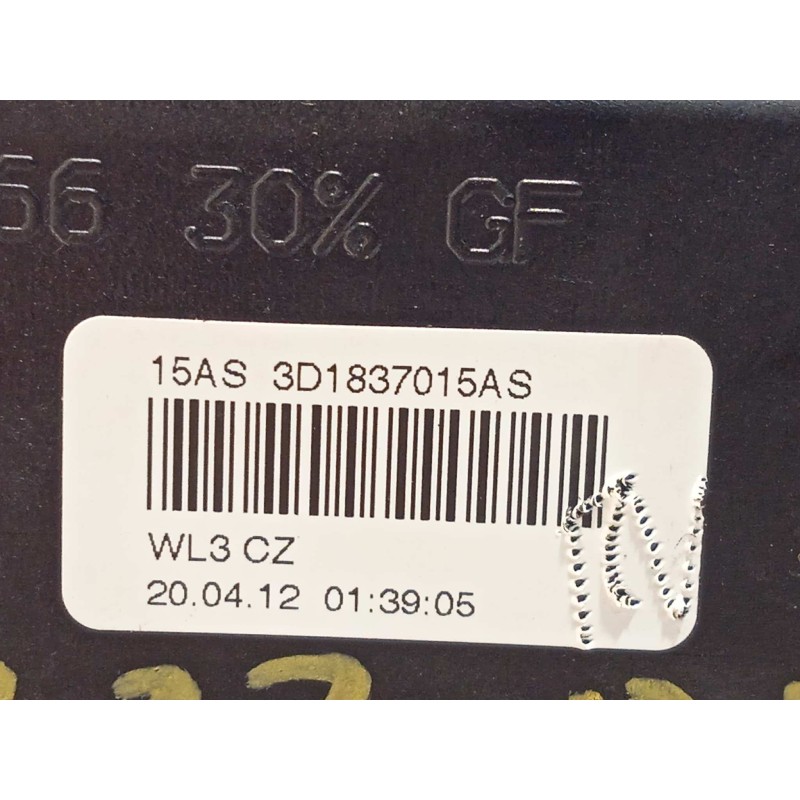 66 30% GF
15AS 3D1837015AS
WL3 CZ
20.04.12 01:39:05